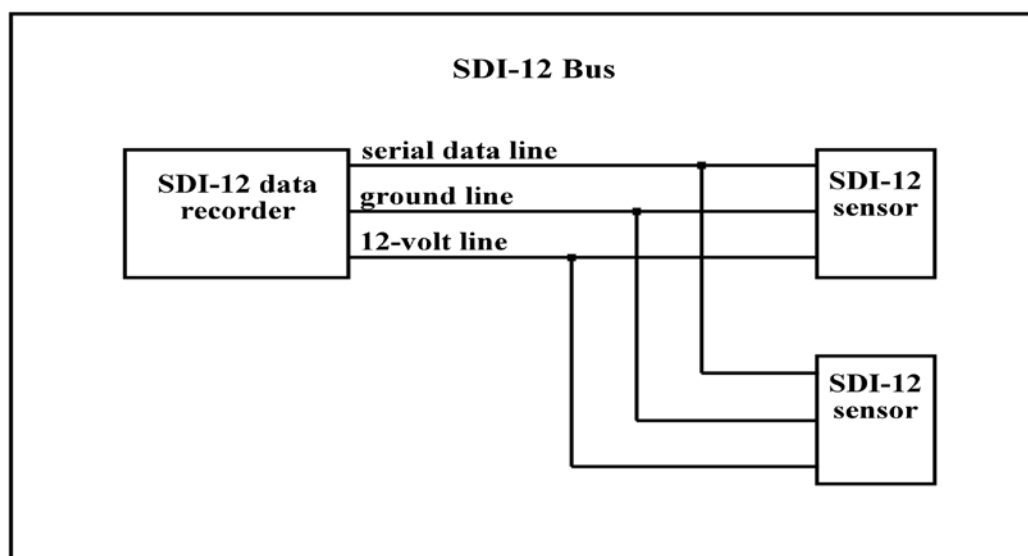 SDI-12 Bus
SDI-12 data
recorder
serial data line
ground line
12-volt line
SDI-12
sensor
SDI-12
sensor